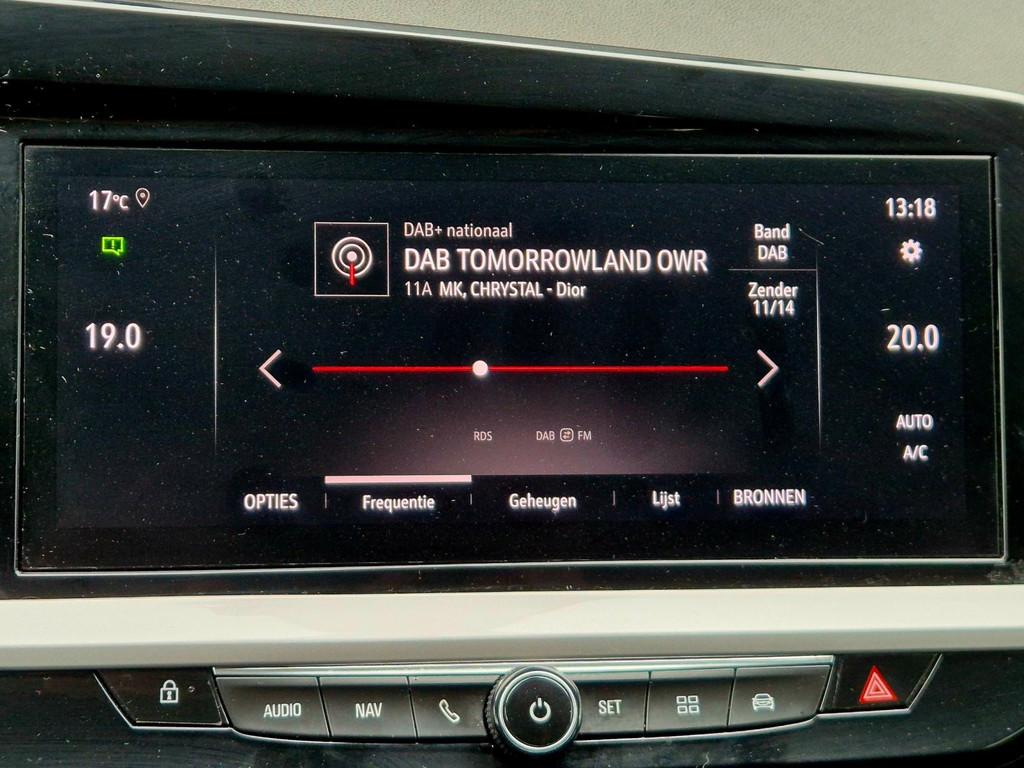 17°C
13:18
DAB+ nationaal
DAB TOMORROWLAND OWR
11A MK, CHRYSTAL - Dior
Band
DAB
Zender
11/14
19.0
20.0
RDS
DAB FM
AUTO
A/C
OPTIES
Frequentie
Geheugen
Lijst
BRONNEN
AUDIO
NAV
SET